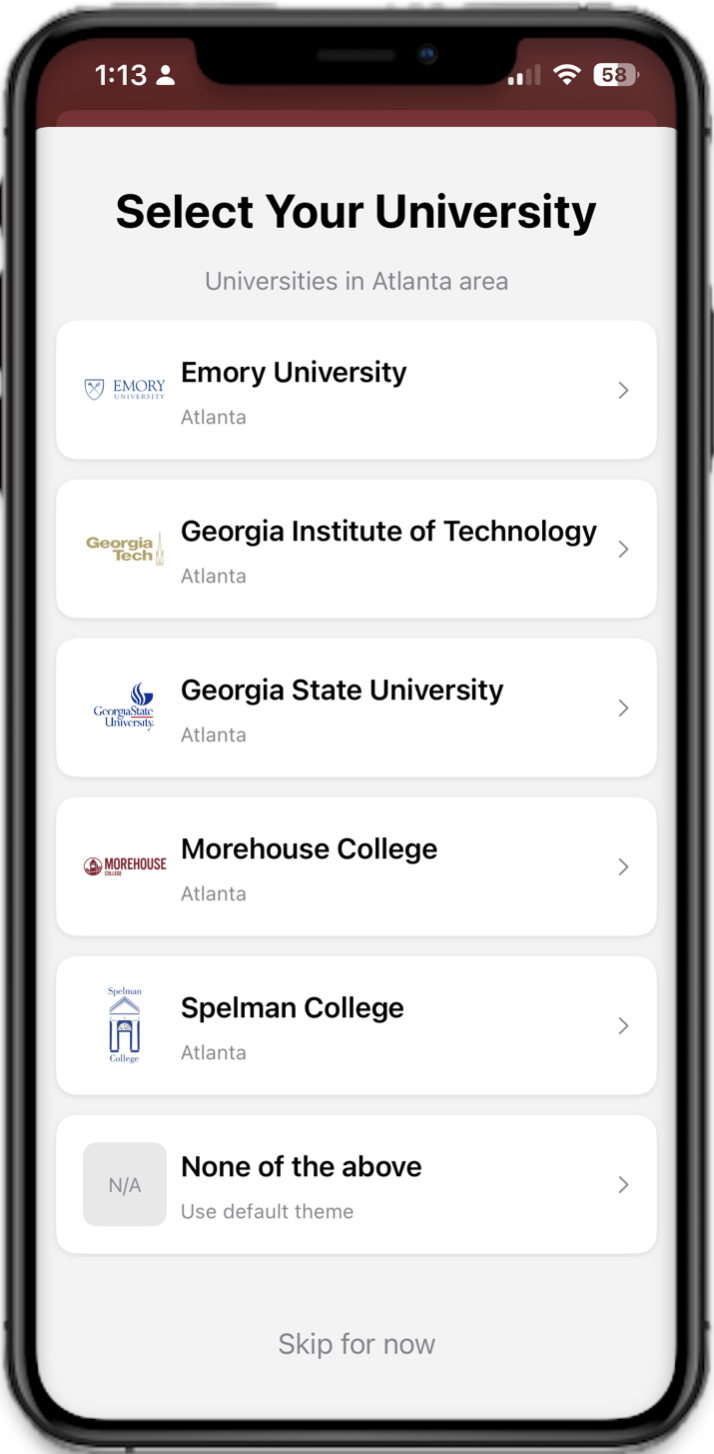 1:13
58
Select Your University
Universities in Atlanta area
EMORY
UNIVERSITY
Emory University
Atlanta
Georgia
Tech
Georgia Institute of Technology
Atlanta
GeorgiaState
University.
Georgia State University
Atlanta
MOREHOUSE
COLLEGE
Morehouse College
Atlanta
Spelman
College
Spelman College
Atlanta
N/A
None of the above
Use default theme
Skip for now